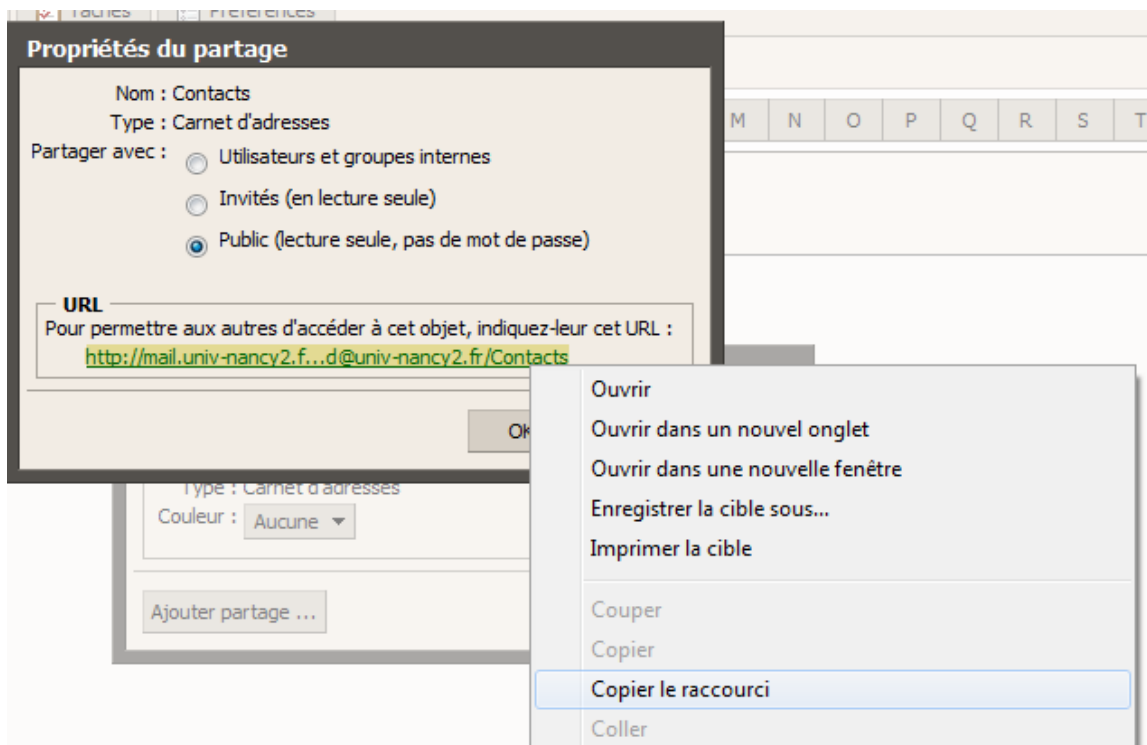 Tâches Préférences
Propriétés du partage
Nom : Contacts
Type : Carnet d'adresses
Partager avec :
Utilisateurs et groupes internes
Invités (en lecture seule)
Public (lecture seule, pas de mot de passe)
M N O P Q R S T
URL
Pour permettre aux autres d'accéder à cet objet, indiquez-leur cet URL :
http://mail.univ-nancy2.f...d@univ-nancy2.fr/Contacts
OK
Type : Carnet d'adresses
Couleur : Aucune
Ajouter partage ...
Ouvrir
Ouvrir dans un nouvel onglet
Ouvrir dans une nouvelle fenêtre
Enregistrer la cible sous...
Imprimer la cible
Couper
Copier
Copier le raccourci
Coller